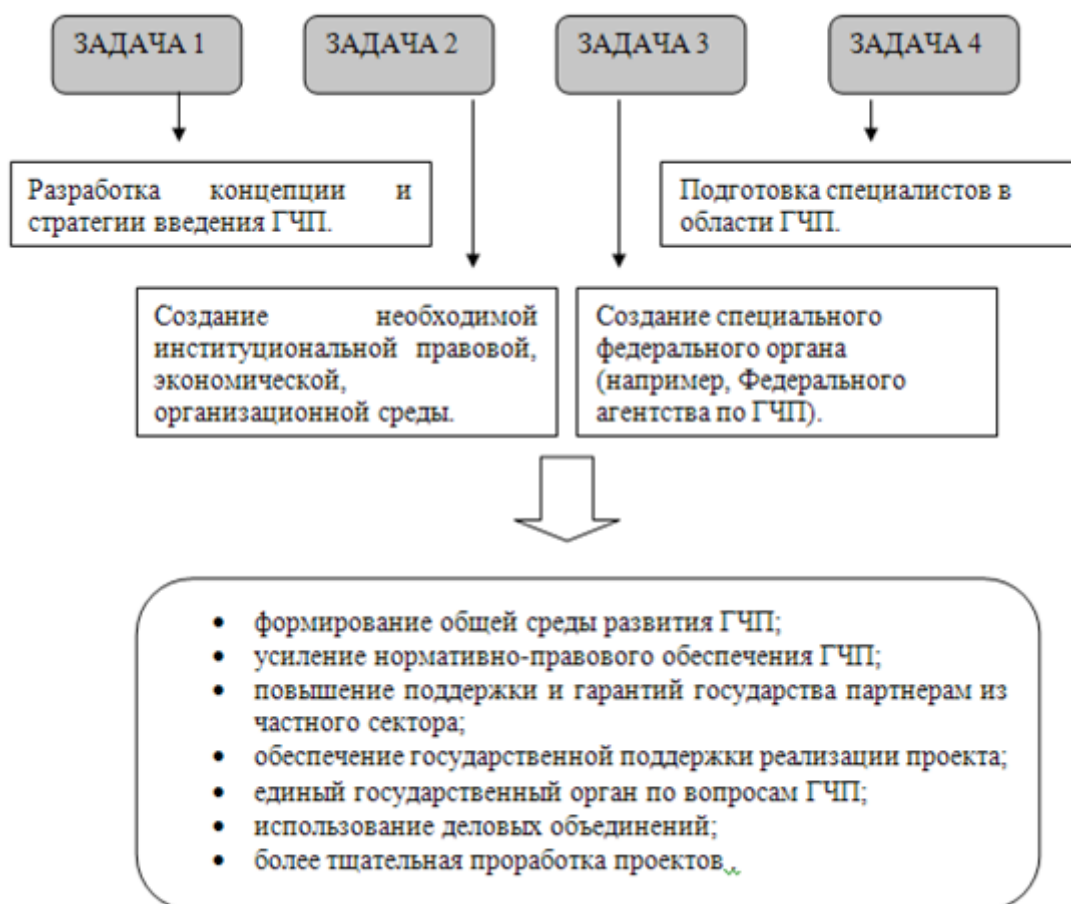 ЗАДАЧА 1
ЗАДАЧА 2
ЗАДАЧА 3
ЗАДАЧА 4
Разработка концепции и
стратегии введения ГЧП.
Подготовка специалистов в
области ГЧП.
Создание необходимой
институциональной правовой,
экономической,
организационной среды.
Создание специального
федерального органа
(например, Федерального
агентства по ГЧП).
• формирование общей среды развития ГЧП;
• усиление нормативно-правового обеспечения ГЧП;
• повышение поддержки и гарантий государства партнерам из
частного сектора;
• обеспечение государственной поддержки реализации проекта;
• единый государственный орган по вопросам ГЧП;
• использование деловых объединений;
• более тщательная проработка проектов .